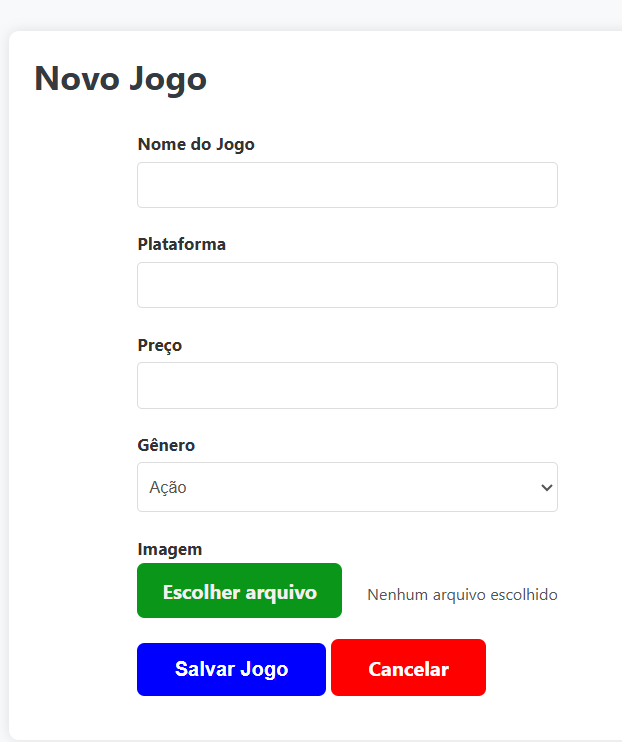 Novo Jogo
Nome do Jogo
Plataforma
Preço
Gênero
Ação
Imagem
Escolher arquivo Nenhum arquivo escolhido
Salvar Jogo Cancelar